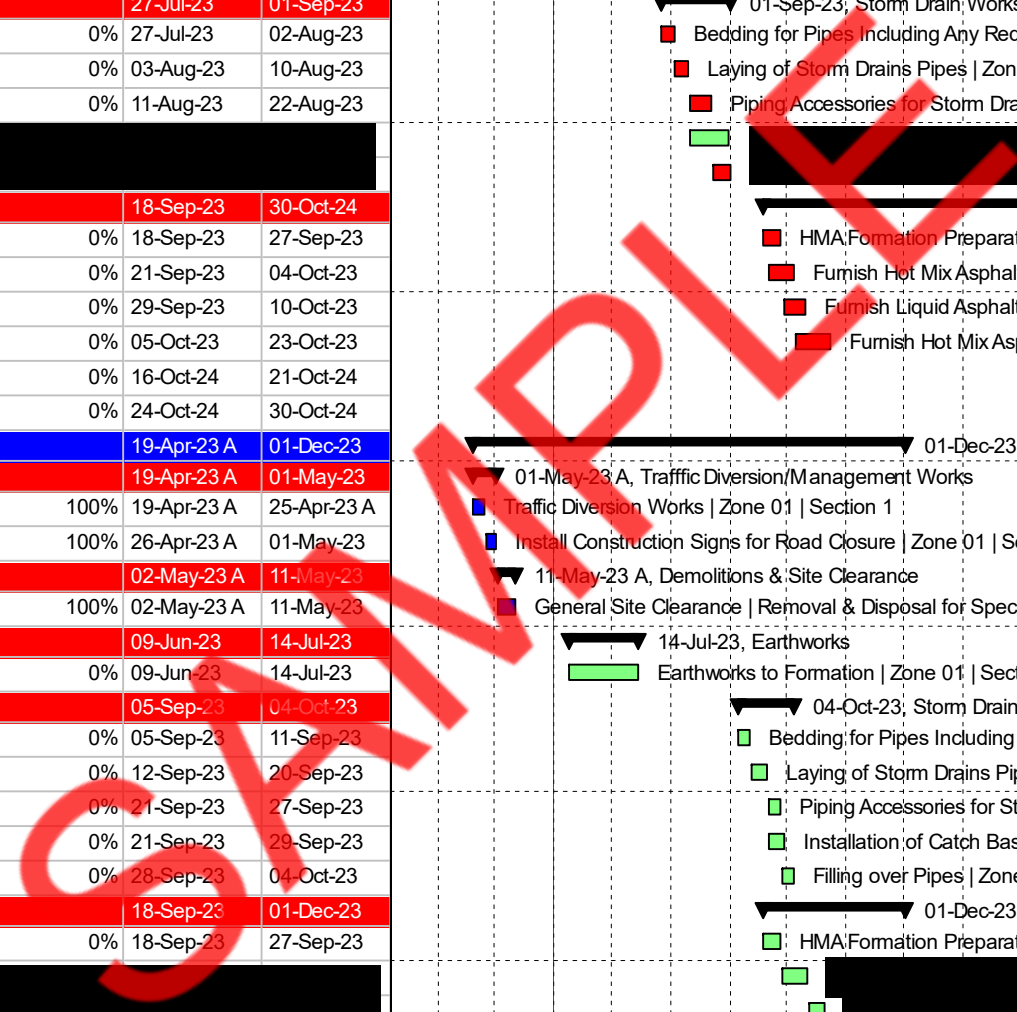 27-Jul-23 01-Sep-23 01-Sep-23, Storm Drain Works
0% 27-Jul-23 02-Aug-23 Bedding for Pipes Including Any Req
0% 03-Aug-23 10-Aug-23 Laying of Storm Drains Pipes | Zon
0% 11-Aug-23 22-Aug-23 Piping Accessories for Storm Dra
18-Sep-23 30-Oct-24
0% 18-Sep-23 27-Sep-23 HMA Formation Preparat
0% 21-Sep-23 04-Oct-23 Furnish Hot Mix Asphal
0% 29-Sep-23 10-Oct-23 Furnish Liquid Asphalt
0% 05-Oct-23 23-Oct-23 Furnish Hot Mix Asp
0% 16-Oct-24 21-Oct-24
0% 24-Oct-24 30-Oct-24
19-Apr-23 A 01-Dec-23 01-Dec-23
19-Apr-23 A 01-May-23 01-May-23 A, Traffflic Diversion/Management Works
100% 19-Apr-23 A 25-Apr-23 A Traffic Diversion Works | Zone 01 | Section 1
100% 26-Apr-23 A 01-May-23 Install Construction Signs for Road Closure | Zone 01 | Se
02-May-23 A 11-May-23 11-May-23 A, Demolitions & Site Clearance
100% 02-May-23 A 11-May-23 General Site Clearance | Removal & Disposal for Spec
09-Jun-23 14-Jul-23 14-Jul-23, Earthworks
0% 09-Jun-23 14-Jul-23 Earthworks to Formation | Zone 01 | Sect
05-Sep-23 04-Oct-23 04-Oct-23, Storm Drain
0% 05-Sep-23 11-Sep-23 Bedding for Pipes Including
0% 12-Sep-23 20-Sep-23 Laying of Storm Drains Pip
0% 21-Sep-23 27-Sep-23 Piping Accessories for St
0% 21-Sep-23 29-Sep-23 Installation of Catch Bas
0% 28-Sep-23 04-Oct-23 Filling over Pipes | Zone
18-Sep-23 01-Dec-23 01-Dec-23
0% 18-Sep-23 27-Sep-23 HMA Formation Preparat
SAMPLE